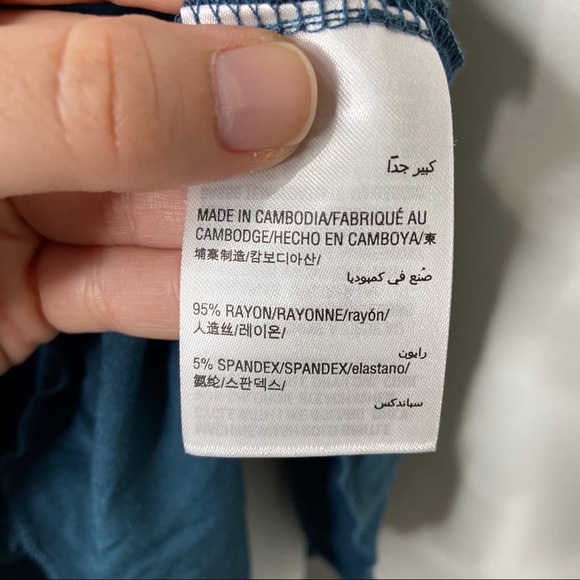 كبير جدًا
MADE IN CAMBODIA/FABRIQUÉ AU
CAMBODGE/HECHO EN CAMBOYA/柬
埔寨制造/캄보디아산/
صُنع في كمبوديا
95% RAYON/RAYONNE/rayón/
人造丝/레이온/
رايون
5% SPANDEX/SPANDEX/elastano/
氨纶/스판덱스/
سباندكس